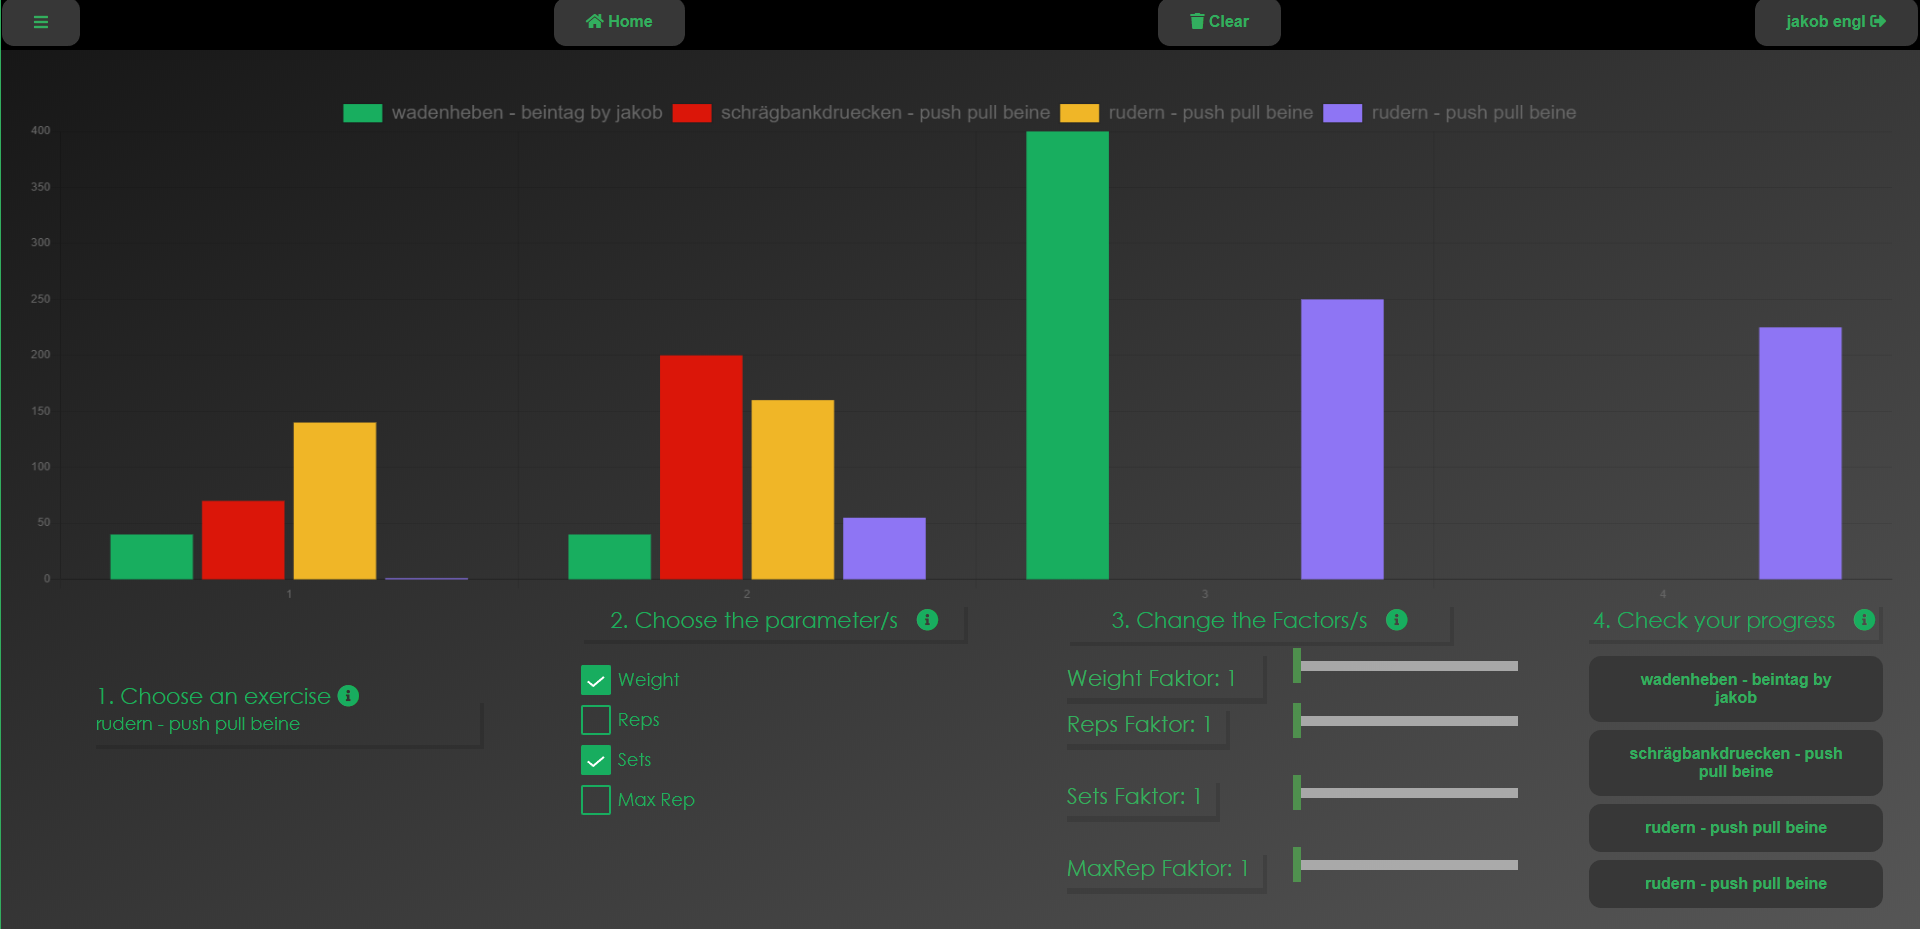 Home
Clear
jakob engl
wadenheben - beintag by jakob
schrägbankdruecken - push pull beine
rudern - push pull beine
rudern - push pull beine
400
350
300
250
200
150
100
50
0
1
2
3
4
1. Choose an exercise
rudern - push pull beine
2. Choose the parameter/s
Weight
Reps
Sets
Max Rep
3. Change the Factors/s
Weight Faktor: 1
Reps Faktor: 1
Sets Faktor: 1
MaxRep Faktor: 1
4. Check your progress
wadenheben - beintag by
jakob
schrägbankdruecken - push
pull beine
rudern - push pull beine
rudern - push pull beine